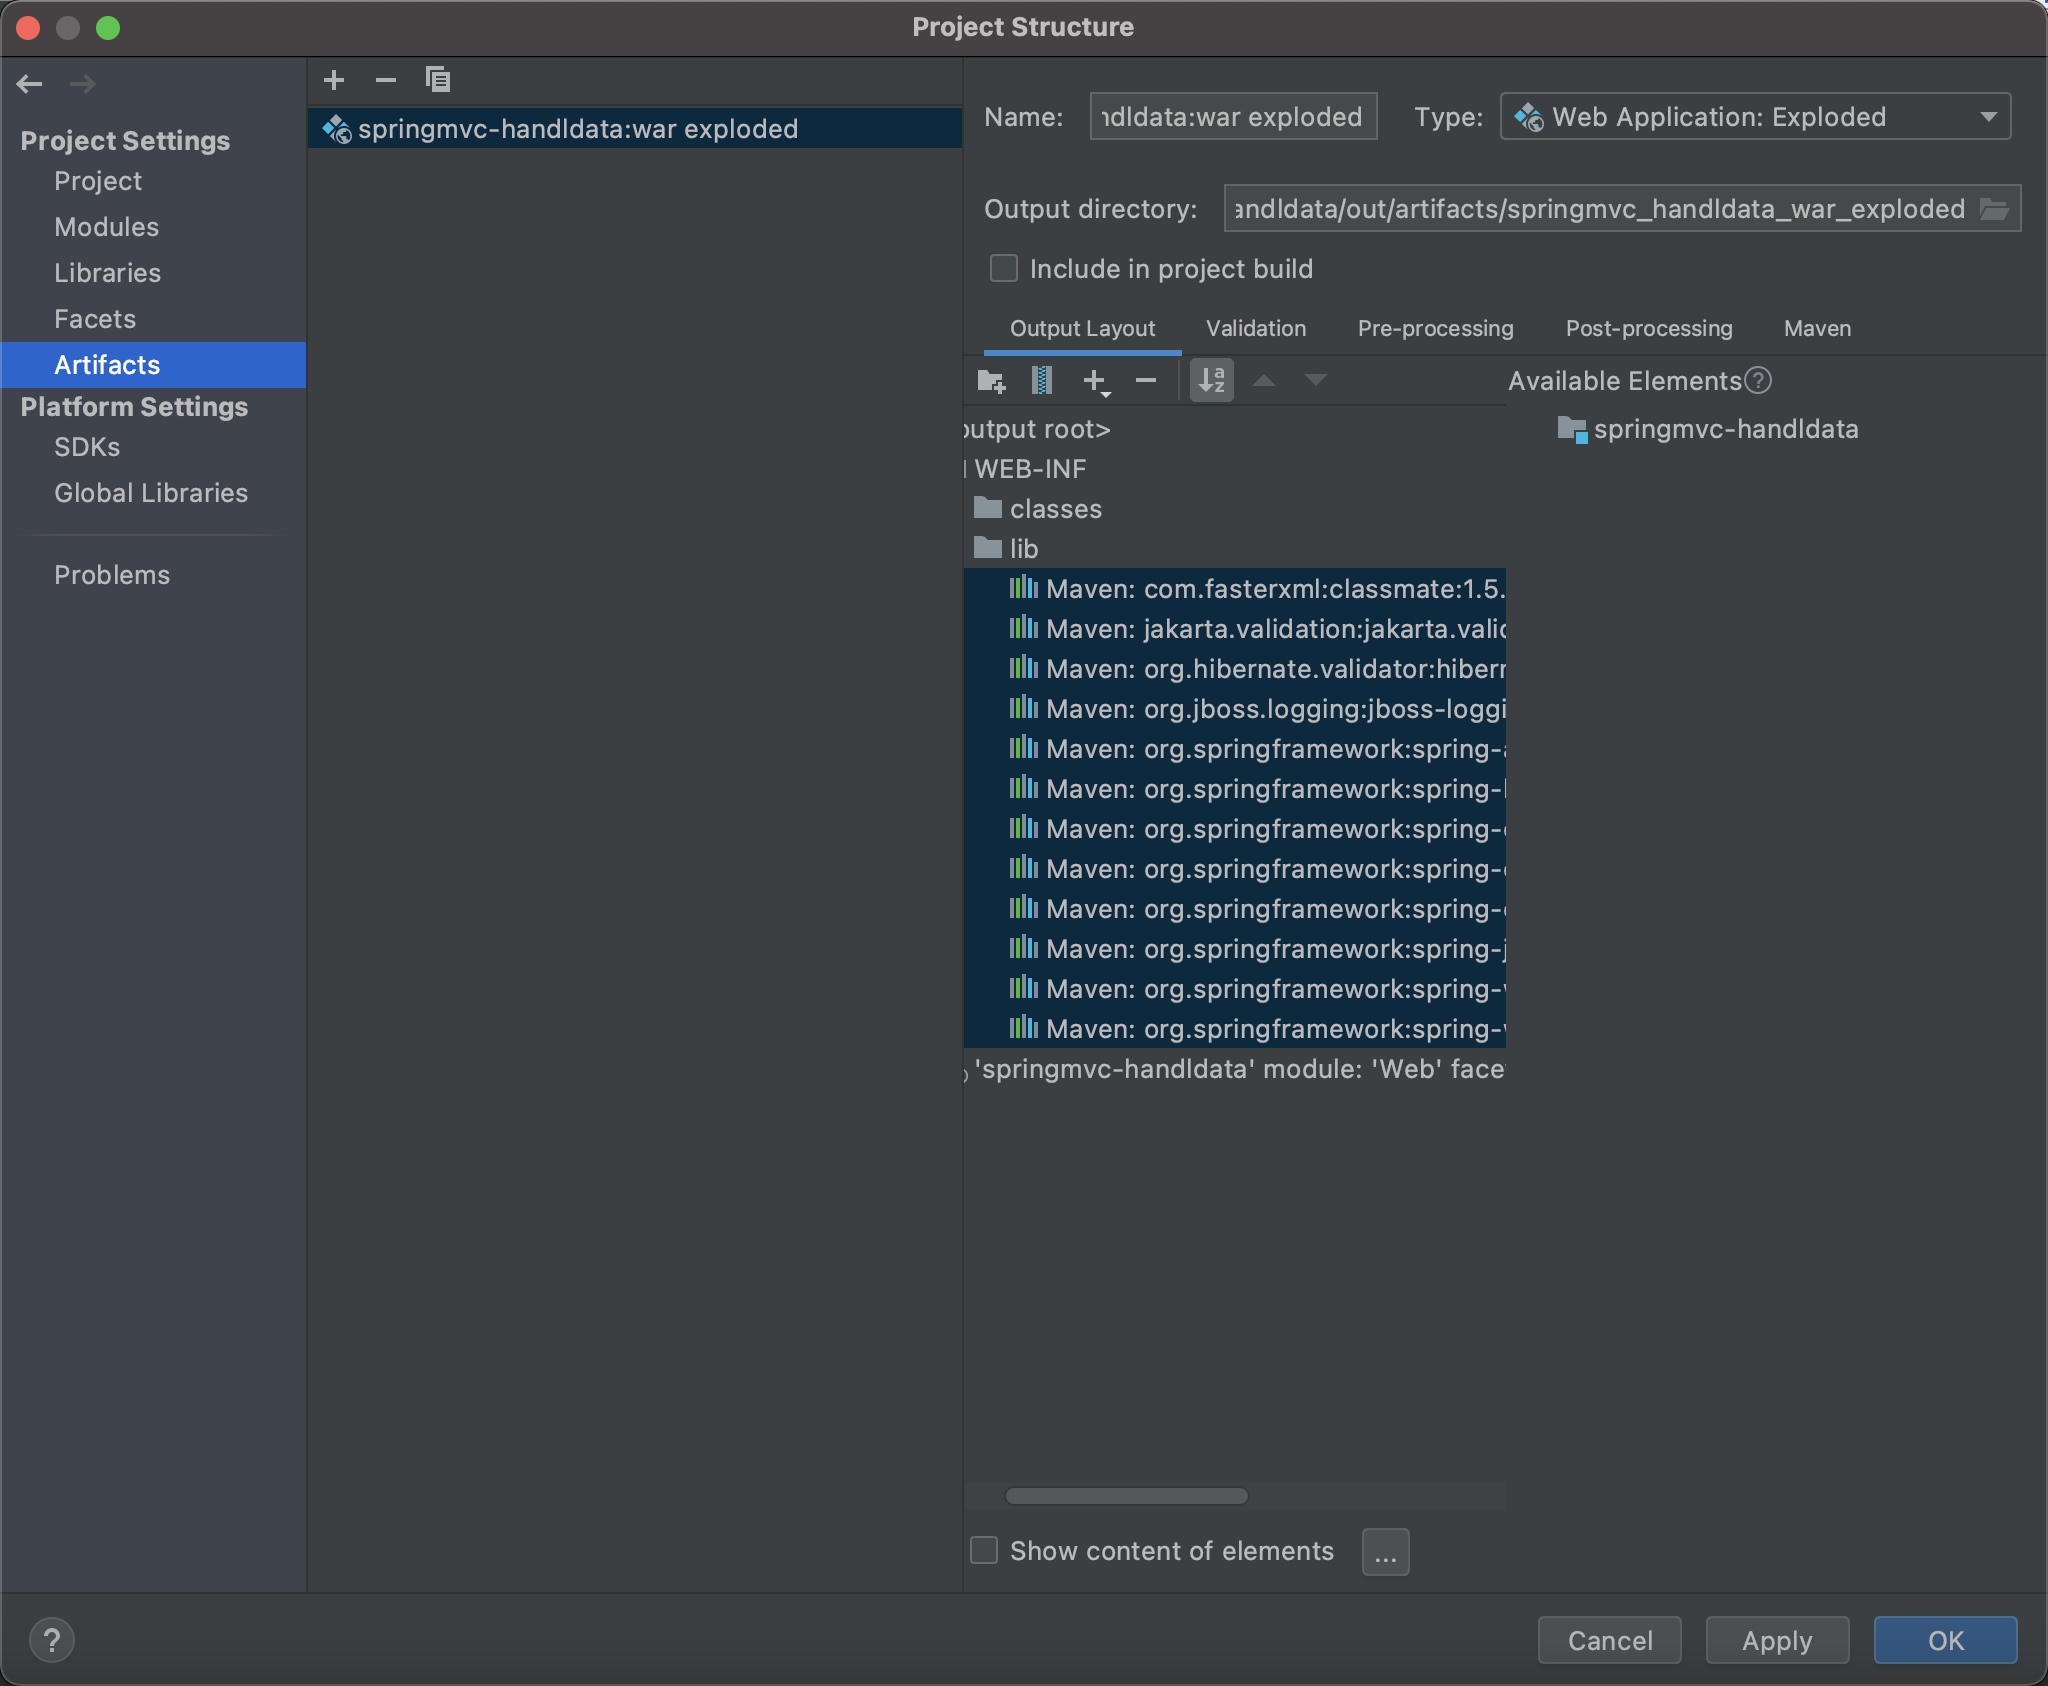 Project Structure
Project Settings
Project
Modules
Libraries
Facets
Artifacts
Platform Settings
SDKs
Global Libraries
Problems
springmvc-handldata:war exploded
Name: ndldata:war exploded
Type: Web Application: Exploded
Output directory: andldata/out/artifacts/springmvc_handldata_war_exploded
Include in project build
Output Layout Validation Pre-processing Post-processing Maven
output root>
WEB-INF
classes
lib
Maven: com.fasterxml:classmate:1.5.
Maven: jakarta.validation:jakarta.valid
Maven: org.hibernate.validator:hibern
Maven: org.jboss.logging:jboss-loggi
Maven: org.springframework:spring-a
Maven: org.springframework:spring-
Maven: org.springframework:spring-
Maven: org.springframework:spring-
Maven: org.springframework:spring-
Maven: org.springframework:spring-j
Maven: org.springframework:spring-w
Maven: org.springframework:spring-w
'springmvc-handldata' module: 'Web' face
Available Elements ?
springmvc-handldata
Show content of elements ...
? Cancel Apply OK